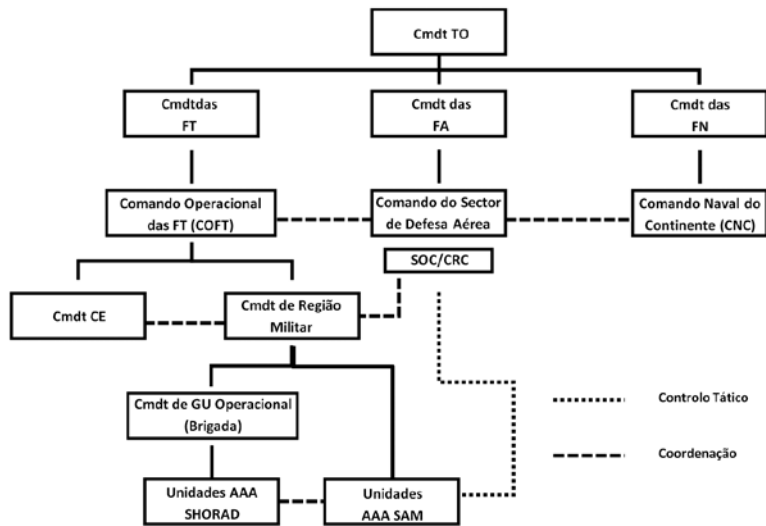 Cmdt TO
Cmdtdas
FT
Cmdt das
FA
Cmdt das
FN
Comando Operacional
das FT (COFT)
Comando do Sector
de Defesa Aérea
Comando Naval do
Continente (CNC)
SOC/CRC
Cmdt CE
Cmdt de Região
Militar
Cmdt de GU Operacional
(Brigada)
Controlo Tático
Coordenação
Unidades AAA
SHORAD
Unidades
AAA SAM